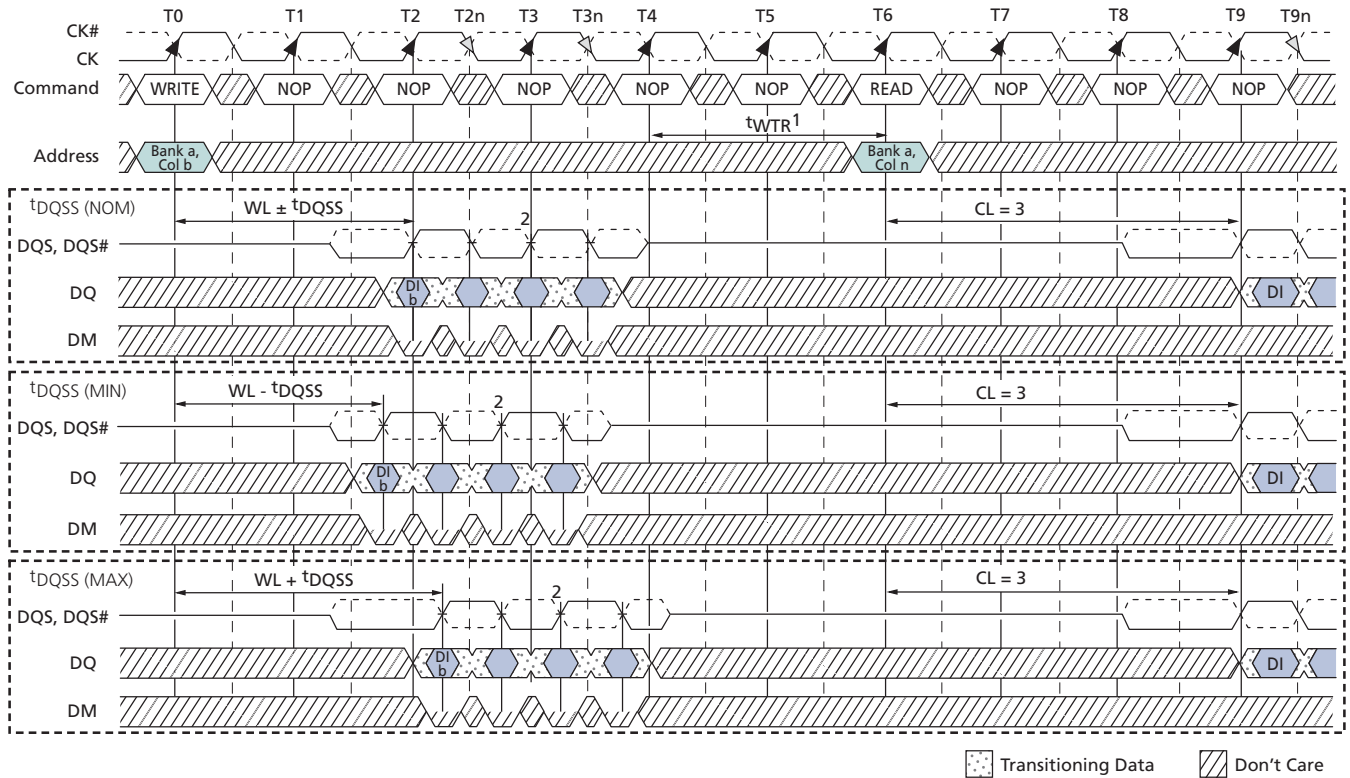 T0 T1 T2 T2n T3 T3n T4 T5 T6 T7 T8 T9 T9n
CK#
CK
Command WRITE NOP NOP NOP NOP NOP READ NOP NOP NOP
tWTR1
Address Bank a, Col b Bank a, Col n
tDQSS (NOM) WL ± tDQSS 2 CL = 3
DQS, DQS#
DQ DI b DI
DM
tDQSS (MIN) WL - tDQSS 2 CL = 3
DQS, DQS#
DQ DI b DI
DM
tDQSS (MAX) WL + tDQSS 2 CL = 3
DQS, DQS#
DQ DI b DI
DM
Transitioning Data Don't Care